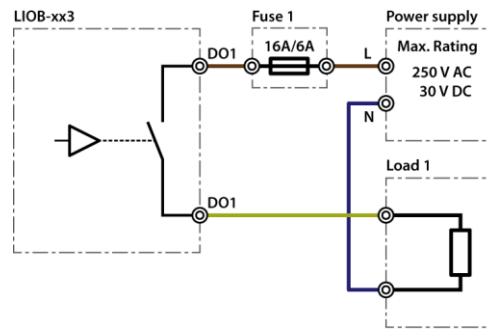 LIOB-xx3
Fuse 1
Power supply
DO1
16A/6A
L
Max. Rating
250 V AC
30 V DC
N
Load 1
DO1